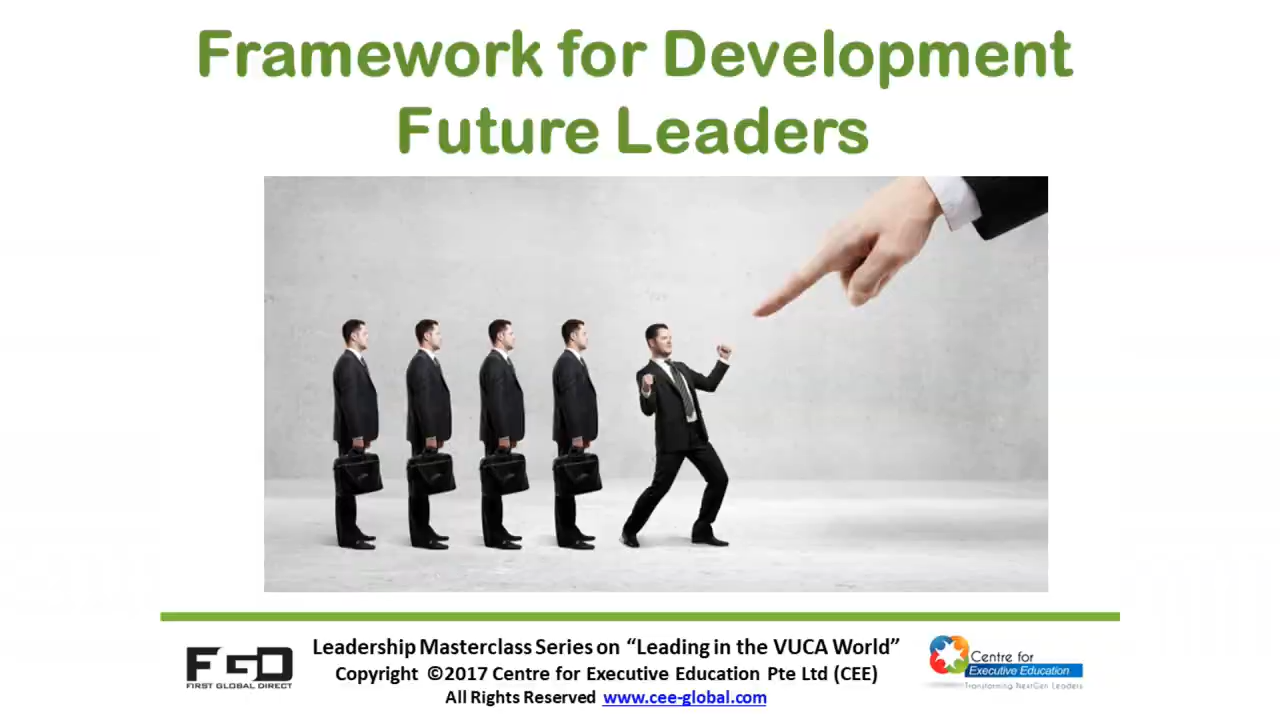 Framework for Development
Future Leaders
FGD
FIRST GLOBAL DIRECT
Leadership Masterclass Series on “Leading in the VUCA World”
Copyright ©2017 Centre for Executive Education Pte Ltd (CEE)
All Rights Reserved www.cee-global.com
Centre for
Executive Education
Transforming NextGen Leaders